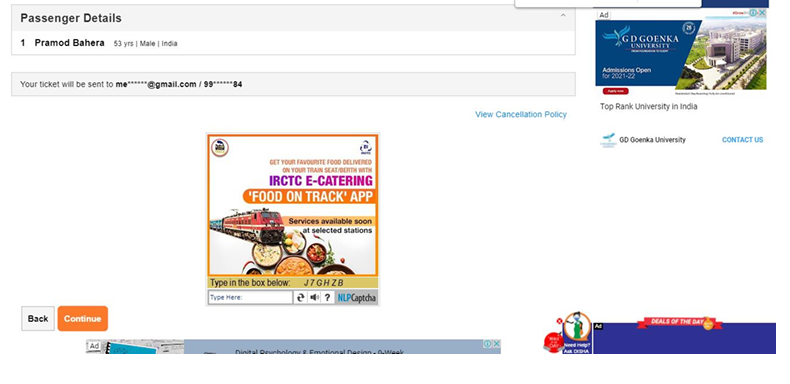 Passenger Details
1 Pramod Bahera 53 yrs | Male | India
Your ticket will be sent to me******@gmail.com / 99******84
View Cancellation Policy
GET YOUR FAVOURITE FOOD DELIVERED
ON YOUR TRAIN SEAT/BERTH WITH
IRCTC E-CATERING
'FOOD ON TRACK' APP
Services available soon
at selected stations
Type in the box below: J7GHZB
Type Here: ? NLPCaptcha
Back Continue
Ad
Digital Psychology & Emotional Design - 9-Week
Ad
GD GOENKA
UNIVERSITY
Admissions Open
for 2021-22
Apply now
Top Rank University in India
GD Goenka University CONTACT US
Ad
DEALS OF THE DAY
Need Help?
Ask DISHA